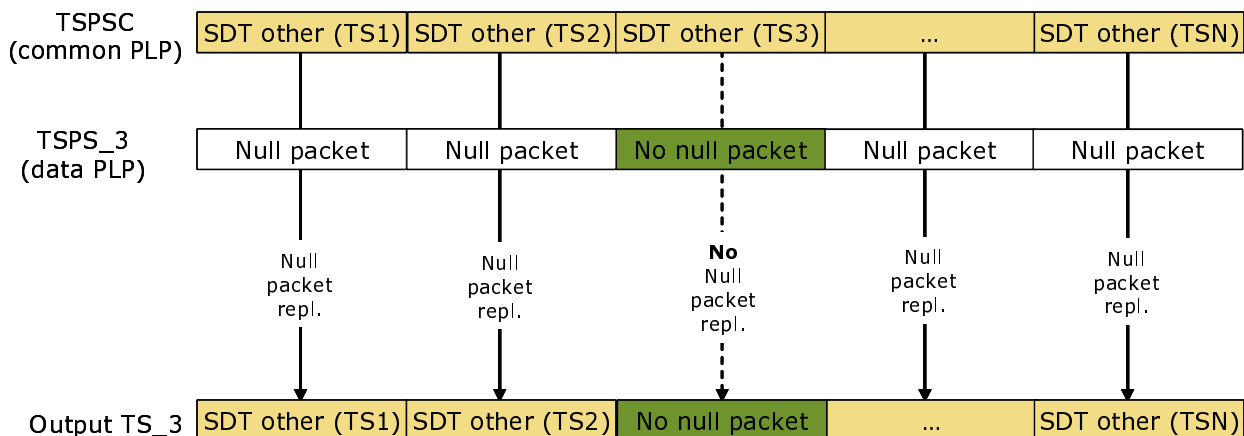 TSPSC
(common PLP)
SDT other (TS1) SDT other (TS2) SDT other (TS3) ... SDT other (TSN)
TSPS_3
(data PLP)
Null packet Null packet No null packet Null packet Null packet
Null
packet
repl.
Null
packet
repl.
No
Null
packet
repl.
Null
packet
repl.
Null
packet
repl.
Output TS_3
SDT other (TS1) SDT other (TS2) No null packet ... SDT other (TSN)